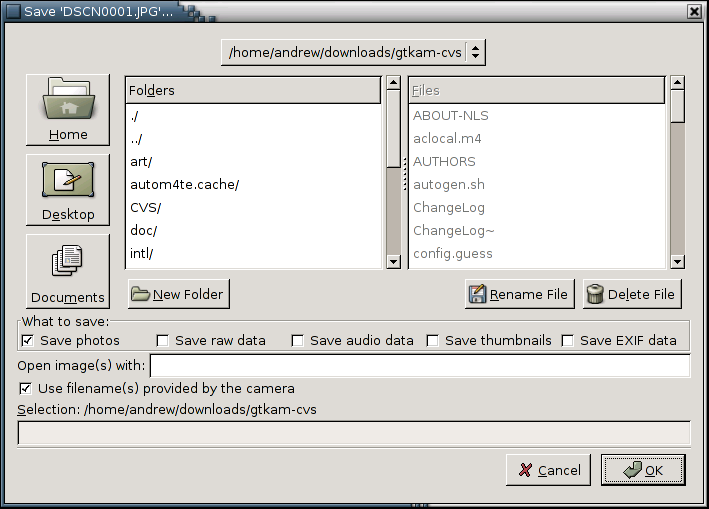 Save 'DSCN0001.JPG'...
/home/andrew/downloads/gtkam-cvs
Home
Desktop
Documents
Folders
./
../
art/
autom4te.cache/
CVS/
doc/
intl/
Files
ABOUT-NLS
aclocal.m4
AUTHORS
autogen.sh
ChangeLog
ChangeLog~
config.guess
New Folder
Rename File
Delete File
What to save:
Save photos
Save raw data
Save audio data
Save thumbnails
Save EXIF data
Open image(s) with:
Use filename(s) provided by the camera
Selection: /home/andrew/downloads/gtkam-cvs
Cancel
OK